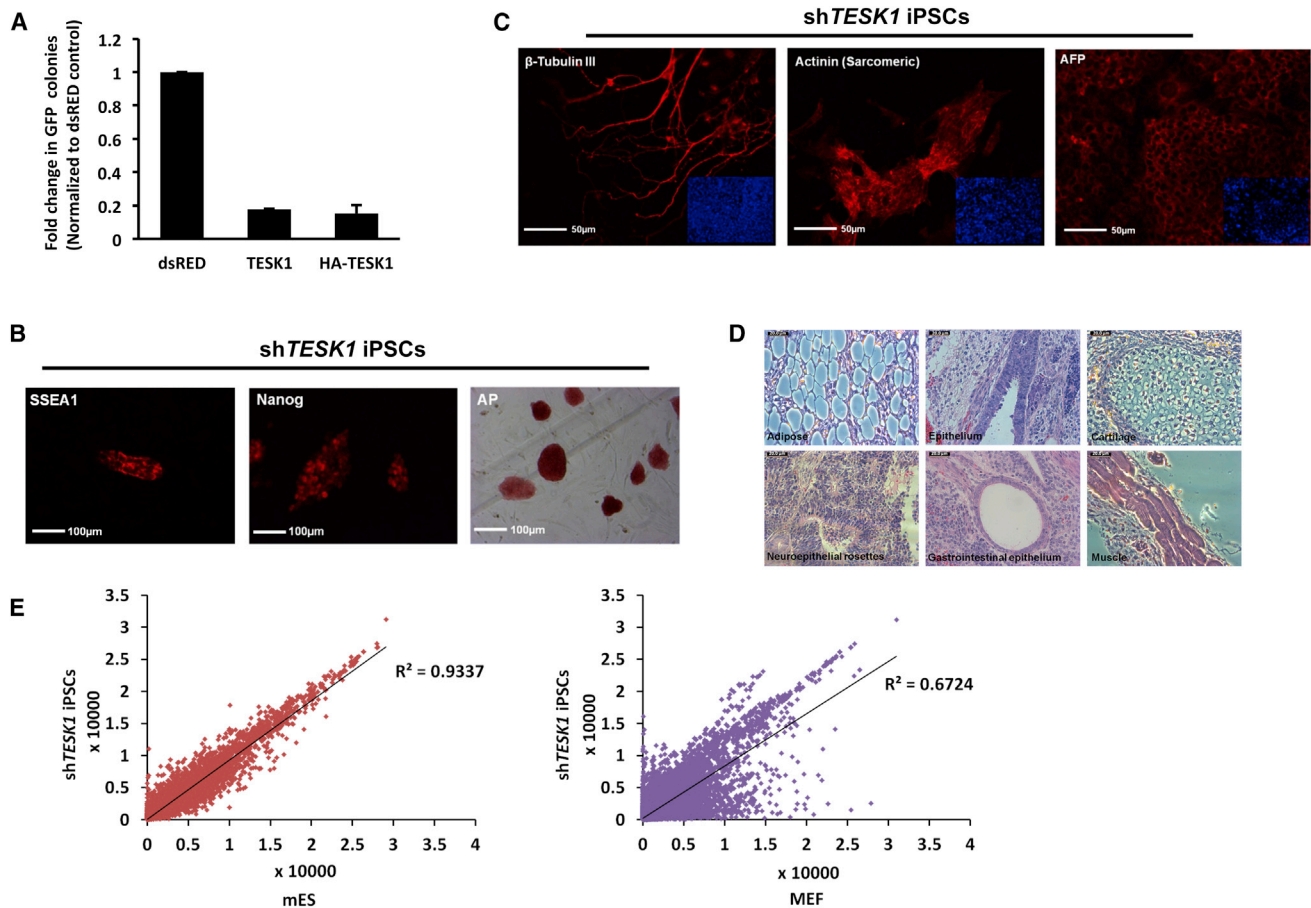 A
Fold change in GFP colonies
(Normalized to dsRED control)
1.2
1
0.8
0.6
0.4
0.2
0
dsRED
TESK1
HA-TESK1
C
shTESK1 iPSCs
β-Tubulin III
50μm
Actinin (Sarcomeric)
50μm
AFP
50μm
B
shTESK1 iPSCs
SSEA1
100μm
Nanog
100μm
AP
100μm
D
Adipose
Epithelium
Cartilage
Neuroepithelial rosettes
Gastrointestinal epithelium
Muscle
E
shTESK1 iPSCs
x 10000
3.5
3
2.5
2
1.5
1
0.5
0
R² = 0.9337
0
0.5
1
1.5
2
2.5
3
3.5
4
x 10000
mES
shTESK1 iPSCs
x 10000
3.5
3
2.5
2
1.5
1
0.5
0
R² = 0.6724
0
0.5
1
1.5
2
2.5
3
3.5
4
x 10000
MEF